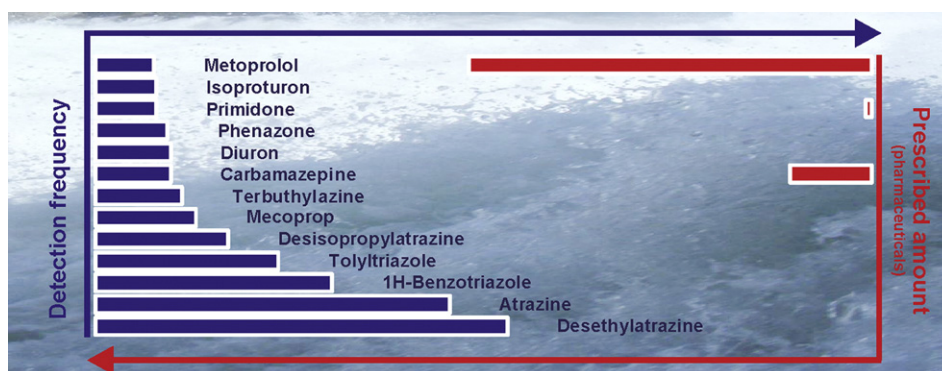 Detection frequency
Metoprolol
Isoproturon
Primidone
Phenazone
Diuron
Carbamazepine
Terbuthylazine
Mecoprop
Desisopropylatrazine
Tolyltriazole
1H-Benzotriazole
Atrazine
Desethylatrazine
Prescribed amount
(pharmaceuticals)